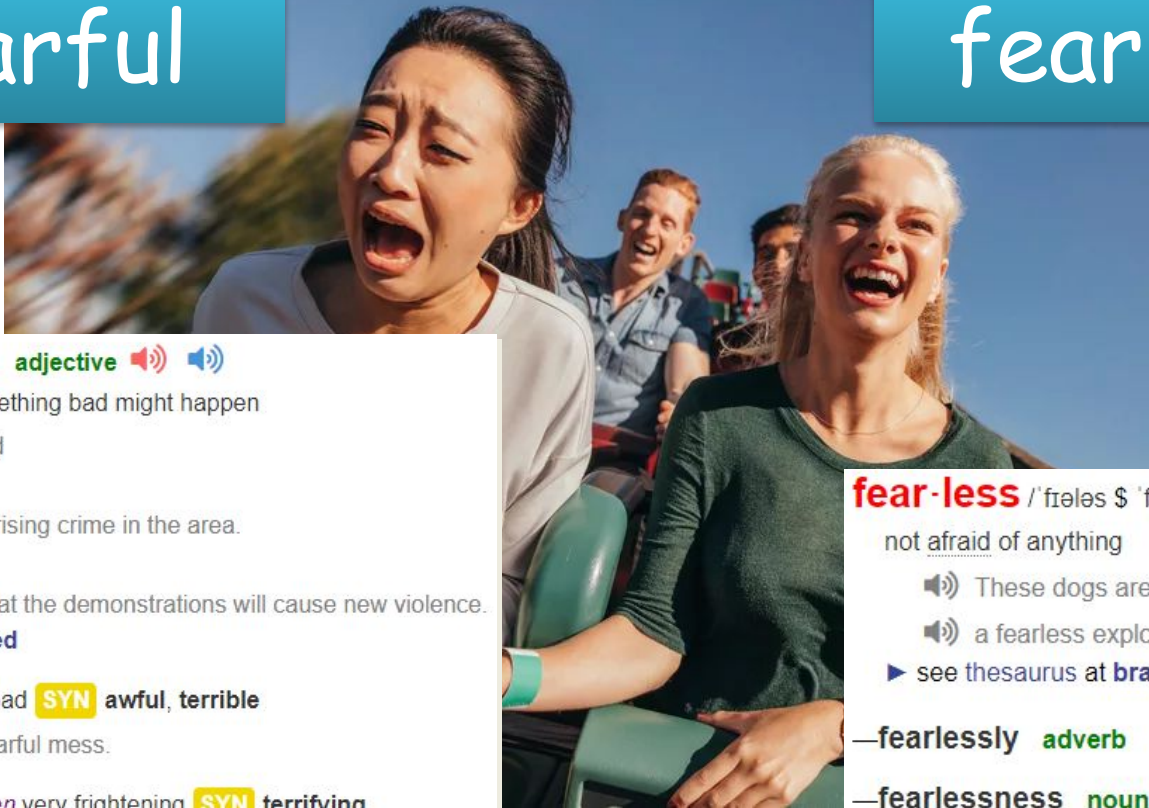 arful
fear
adjective
ething bad might happen
d
rising crime in the area.
at the demonstrations will cause new violence.
ed
ad SYN awful, terrible
arful mess.
n very frightening SYN terrifying
fear·less /ˈfɪələs $ ˈf
not afraid of anything
These dogs are
a fearless explo
► see thesaurus at bra
—fearlessly adverb
—fearlessness noun